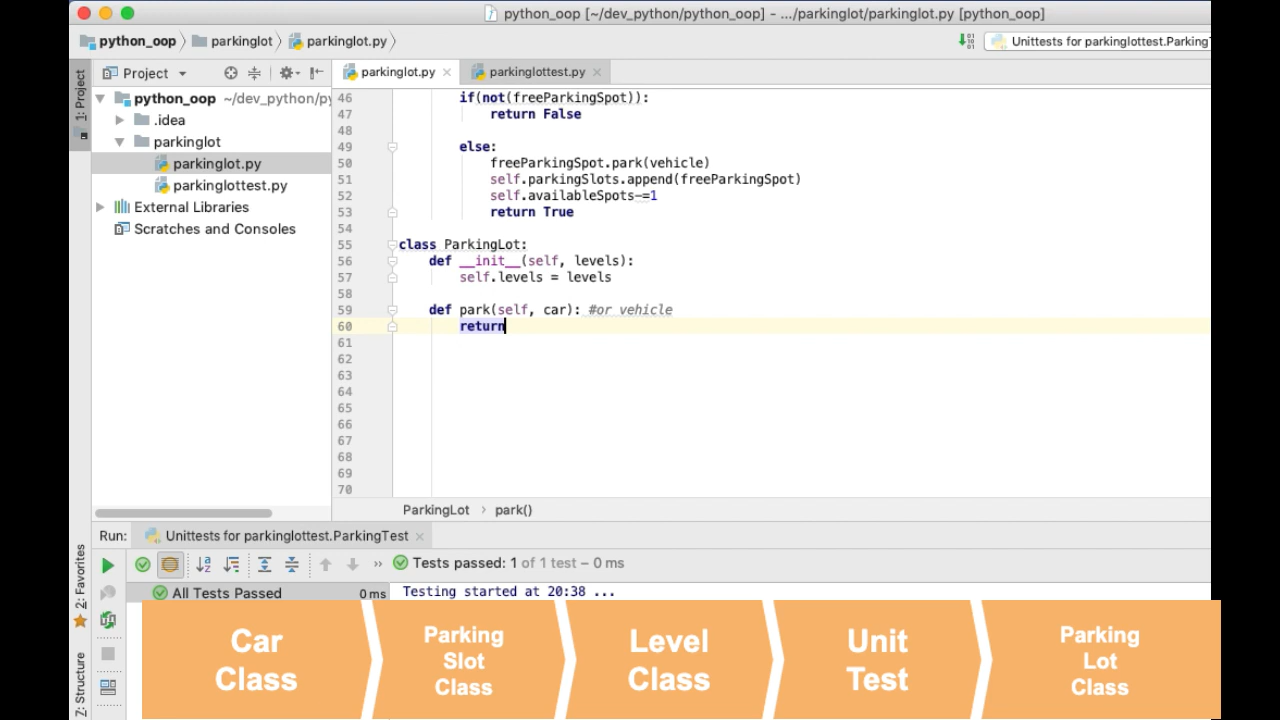 python_oop [~/dev_python/python_oop] - .../parkinglot/parkinglot.py [python_oop]
python_oop parkinglot parkinglot.py Unittests for parkinglottest.Parking
1: Project
Project parkinglot.py parkinglottest.py
python_oop ~/dev_python/py
.idea
parkinglot
parkinglot.py
parkinglottest.py
External Libraries
Scratches and Consoles
46 if(not(freeParkingSpot)):
47 return False
48
49 else:
50 freeParkingSpot.park(vehicle)
51 self.parkingSlots.append(freeParkingSpot)
52 self.availableSpots-=1
53 return True
54
55 class ParkingLot:
56 def __init__(self, levels):
57 self.levels = levels
58
59 def park(self, car): #or vehicle
60 return
61
62
63
64
65
66
67
68
69
70
ParkingLot › park()
Run: Unittests for parkinglottest.ParkingTest
Tests passed: 1 of 1 test – 0 ms
All Tests Passed 0 ms Testing started at 20:38 ...
2: Favorites
Z: Structure
Car
Class
Parking
Slot
Class
Level
Class
Unit
Test
Parking
Lot
Class